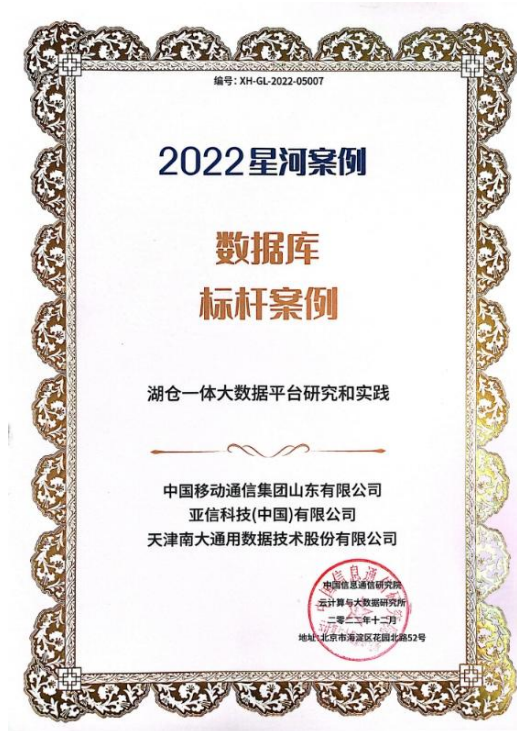 编号: XH-GL-2022-05007
2022星河案例
数据库
标杆案例
湖仓一体大数据平台研究和实践
中国移动通信集团山东有限公司
亚信科技(中国)有限公司
天津南大通用数据技术股份有限公司
中国信息通信研究院
云计算与大数据研究所
二零二二年十二月
地址:北京市海淀区花园北路52号